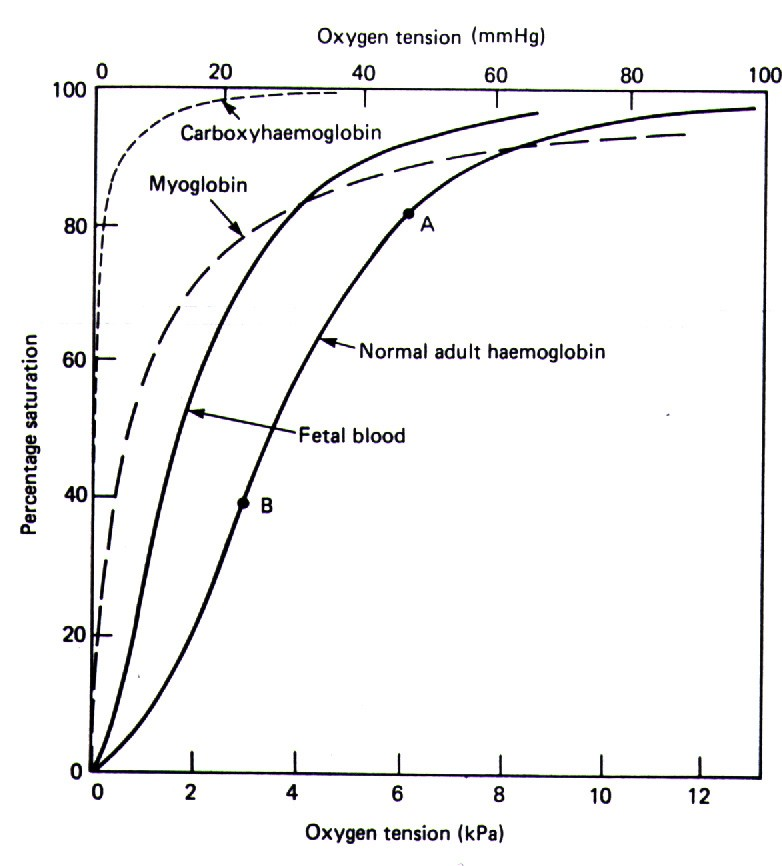 Oxygen tension (mmHg)
0 20 40 60 80 100
100
Carboxyhaemoglobin
Myoglobin
80
A
Normal adult haemoglobin
60
Fetal blood
Percentage saturation
40
B
20
0
0 2 4 6 8 10 12
Oxygen tension (kPa)